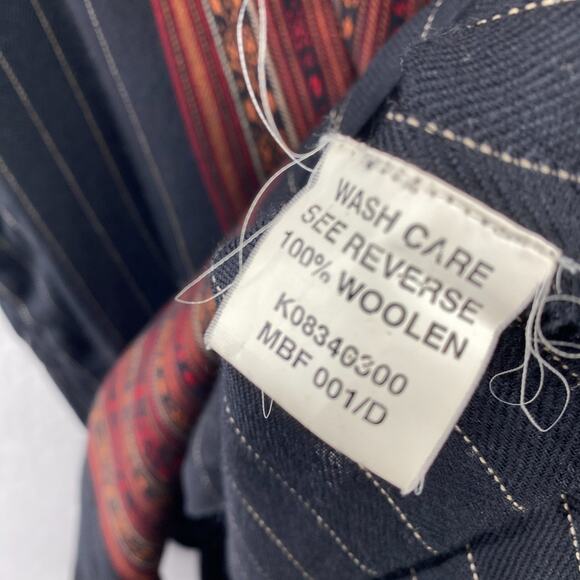 WASH CARE
SEE REVERSE
100% WOOLEN
K0834G300
MBF 001/D